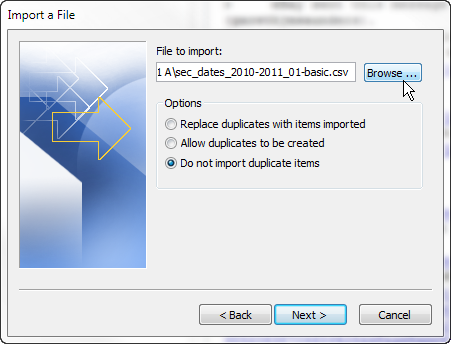 Import a File
File to import:
1 A\sec_dates_2010-2011_01-basic.csv
Browse ...
Options
Replace duplicates with items imported
Allow duplicates to be created
Do not import duplicate items
< Back
Next >
Cancel